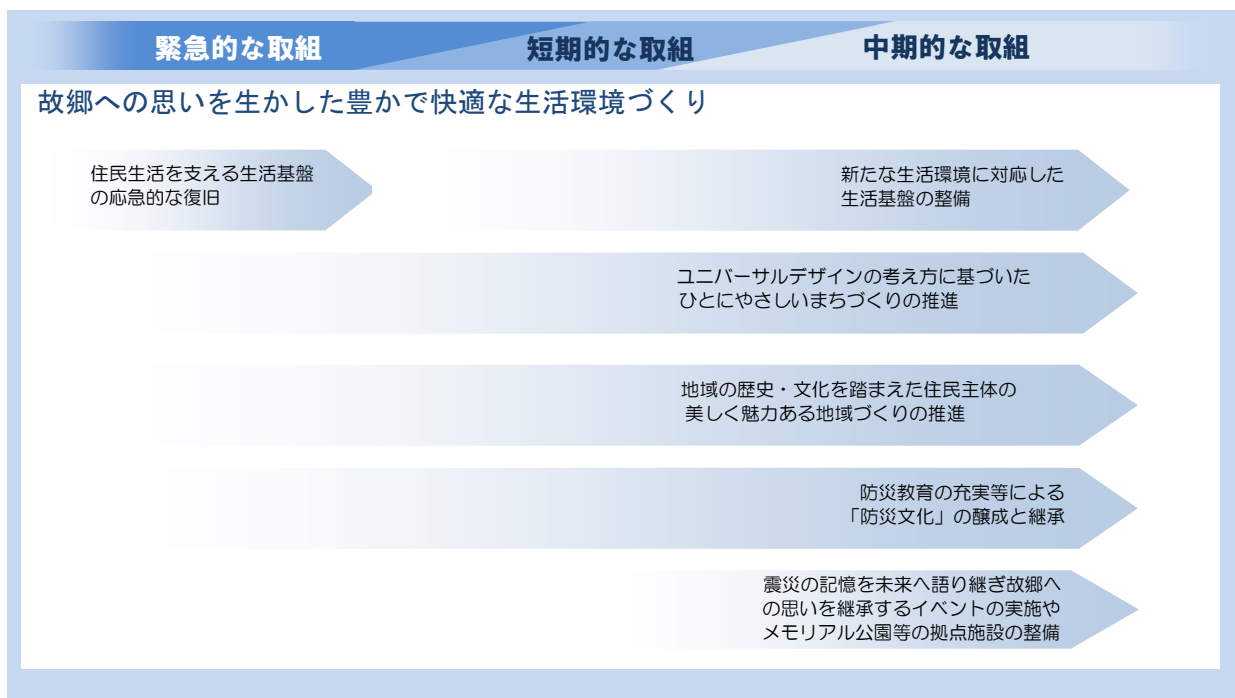 緊急的な取組
短期的な取組
中期的な取組
故郷への思いを生かした豊かで快適な生活環境づくり
住民生活を支える生活基盤
の応急的な復旧
新たな生活環境に対応した
生活基盤の整備
ユニバーサルデザインの考え方に基づいた
ひとにやさしいまちづくりの推進
地域の歴史・文化を踏まえた住民主体の
美しく魅力ある地域づくりの推進
防災教育の充実等による
「防災文化」の醸成と継承
震災の記憶を未来へ語り継ぎ故郷へ
の思いを継承するイベントの実施や
メモリアル公園等の拠点施設の整備